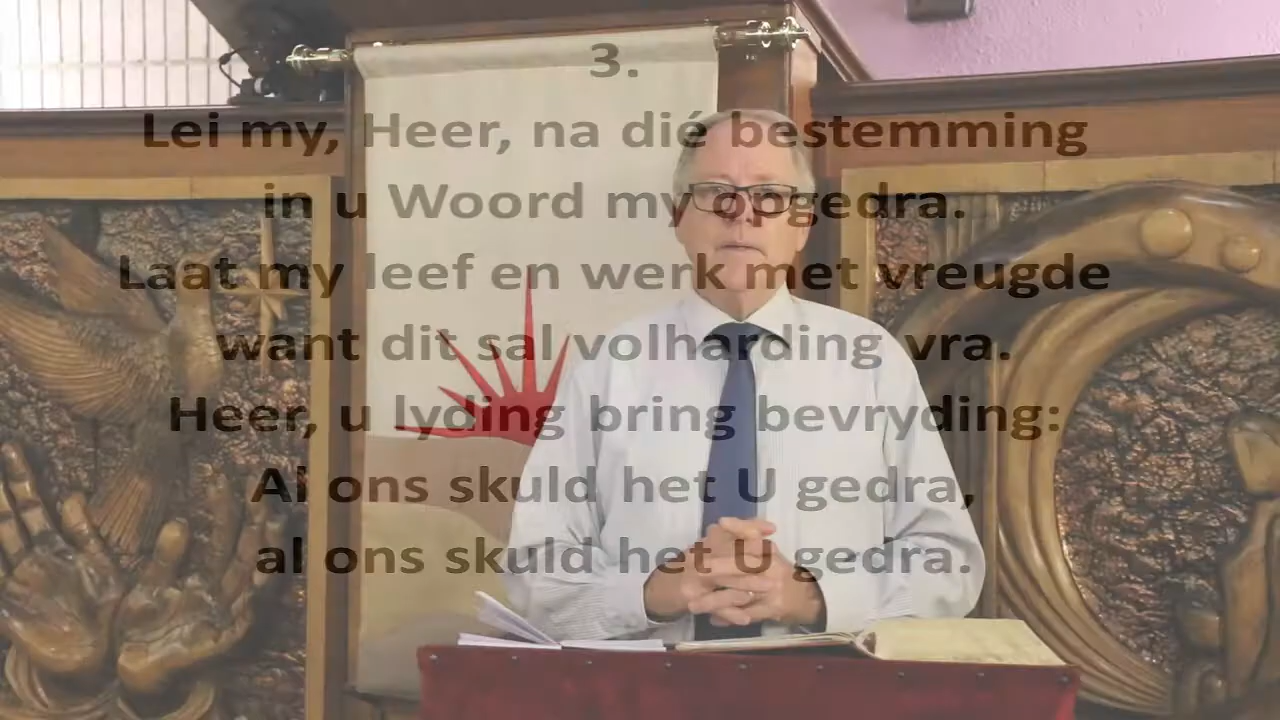 3.
Lei my, Heer, na dié bestemming
in u Woord my opgedra.
Laat my leef en werk met vreugde
want dit sal volharding vra.
Heer, u lyding bring bevryding:
Al ons skuld het U gedra,
al ons skuld het U gedra.